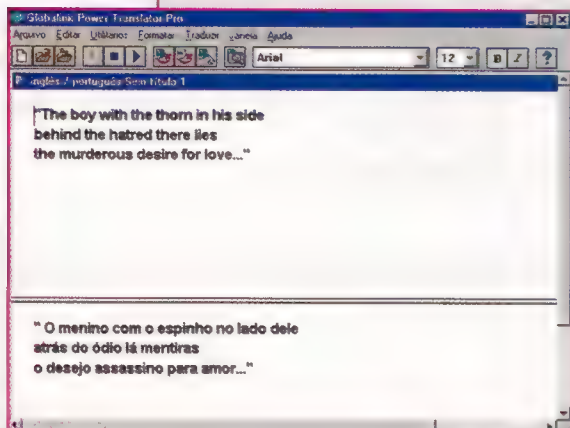 Globalink Power Translator Pro
Arquivo Editar Utilitários Formatar Traduzir Janela Ajuda
Arial 12 B I ?
inglês / português Sem título 1
"The boy with the thorn in his side
behind the hatred there lies
the murderous desire for love..."
" O menino com o espinho no lado dele
atrás do ódio lá mentiras
o desejo assassino para amor..."